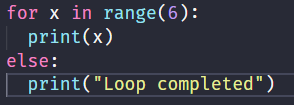 for x in range(6):
  print(x)
else:
  print("Loop completed")